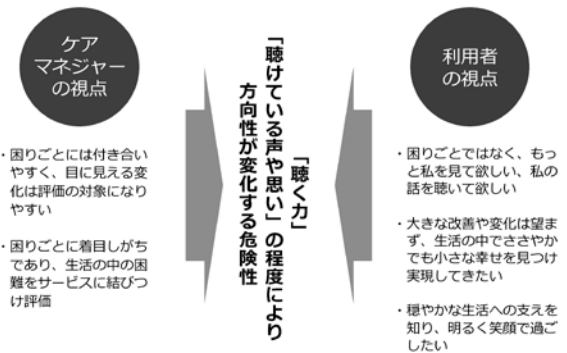 ケア
マネジャー
の視点
・困りごとには付き合い
やすく、目に見える変
化は評価の対象になり
やすい
・困りごとに着目しがち
であり、生活の中の困
難をサービスに結びつ
け評価
「聴く力」
「聴けている声や思い」の程度により
方向性が変化する危険性
利用者
の視点
・困りごとではなく、もっ
と私を見て欲しい、私の
話を聴いて欲しい
・大きな改善や変化は望ま
ず、生活の中でささやか
でも小さな幸せを見つけ
実現してきたい
・穏やかな生活への支えを
知り、明るく笑顔で過ご
したい